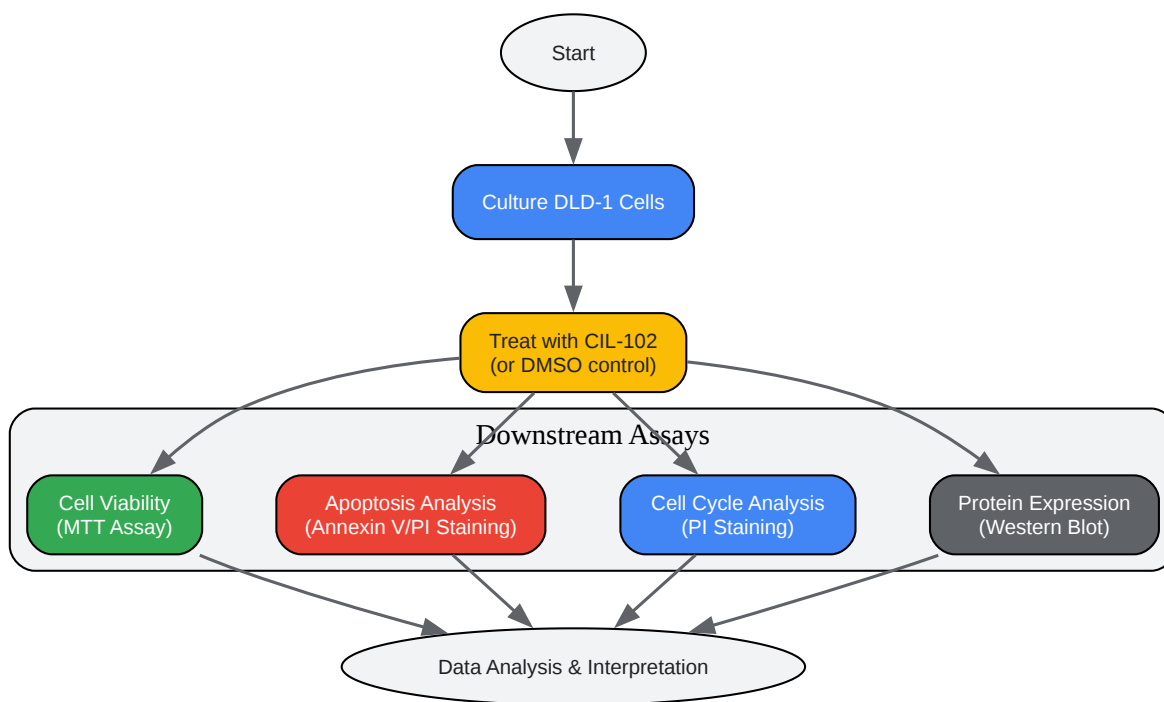 Start
Culture DLD-1 Cells
Treat with CIL-102
(or DMSO control)
Downstream Assays
Cell Viability
(MTT Assay)
Apoptosis Analysis
(Annexin V/PI Staining)
Cell Cycle Analysis
(PI Staining)
Protein Expression
(Western Blot)
Data Analysis & Interpretation